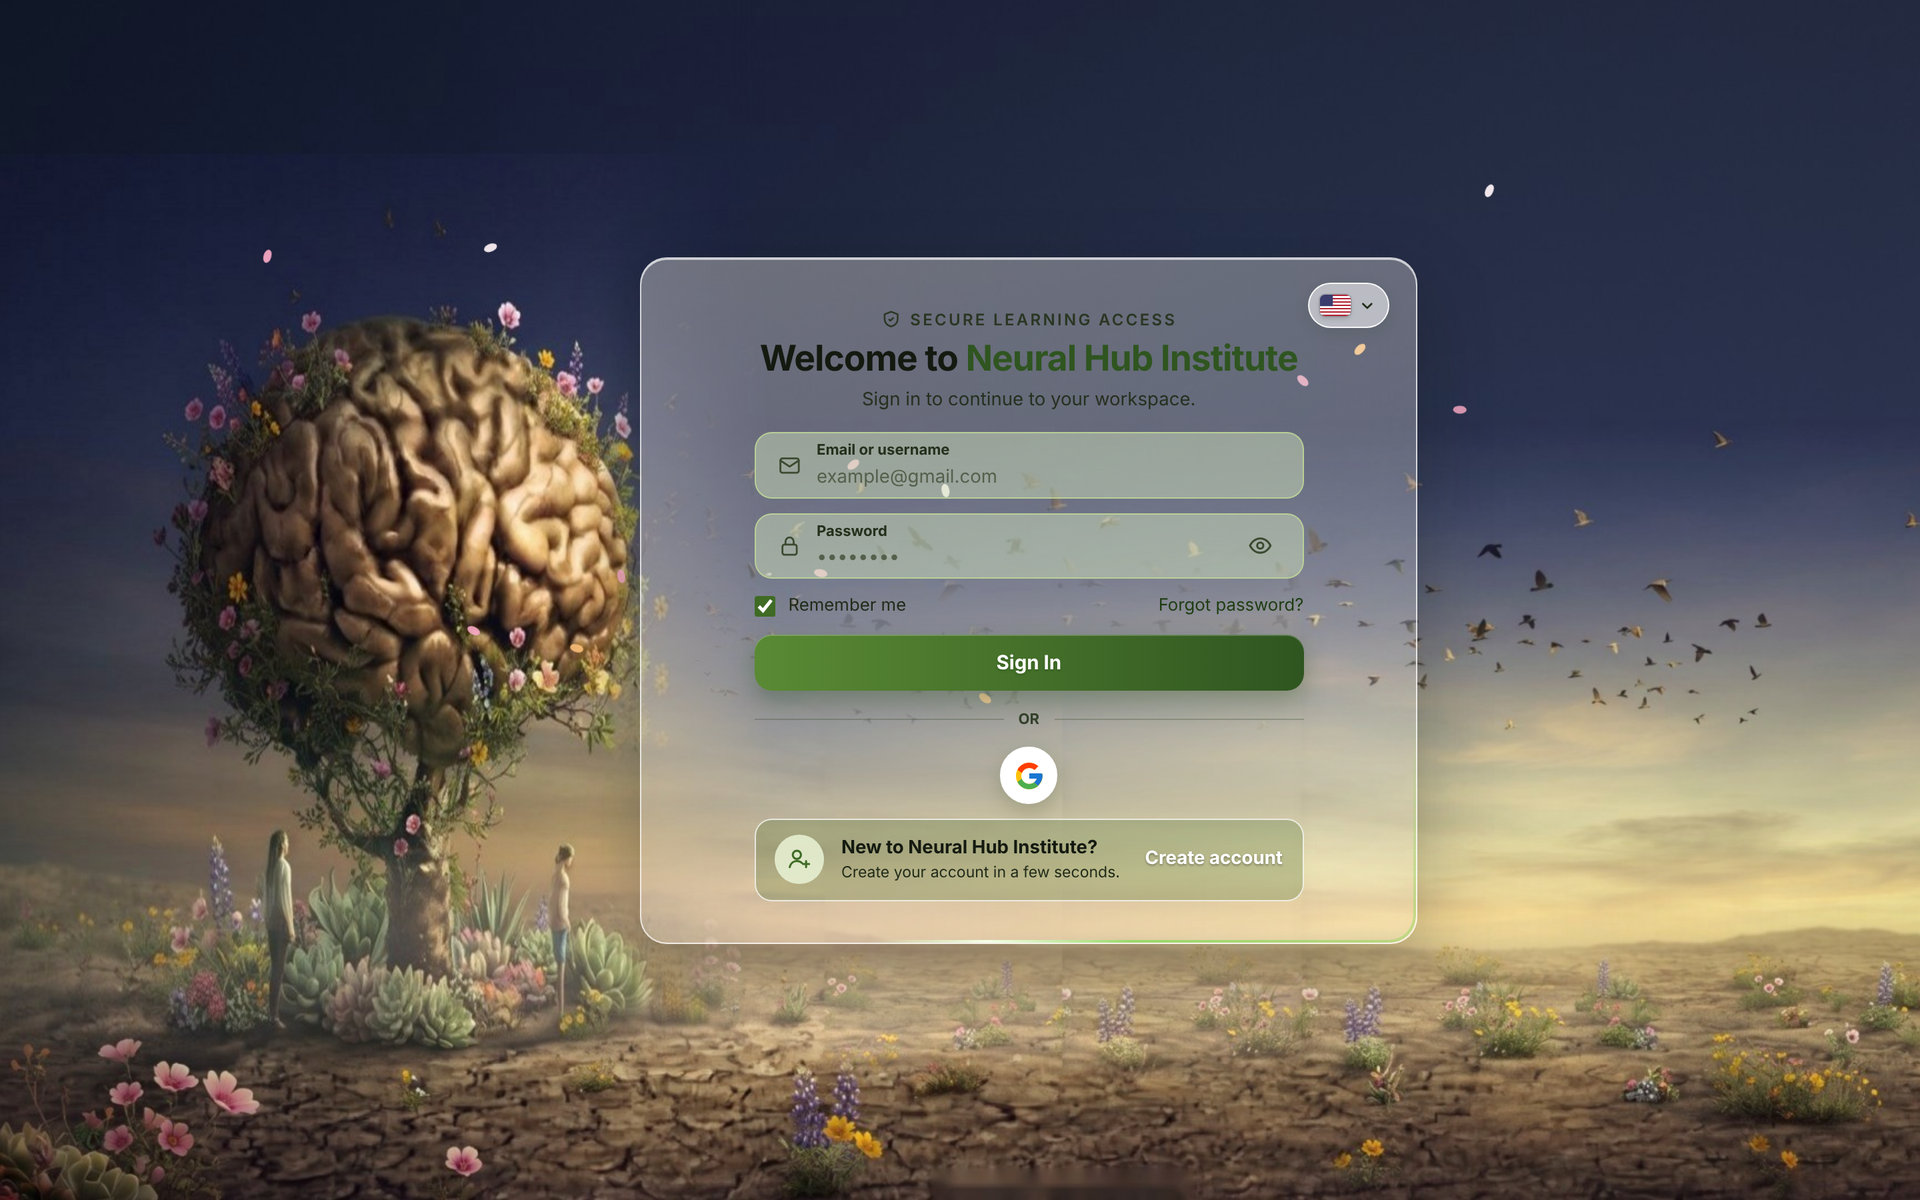 SECURE LEARNING ACCESS
Welcome to Neural Hub Institute
Sign in to continue to your workspace.
Email or username
example@gmail.com
Password
••••••••
Remember me
Forgot password?
Sign In
OR
New to Neural Hub Institute?
Create your account in a few seconds.
Create account